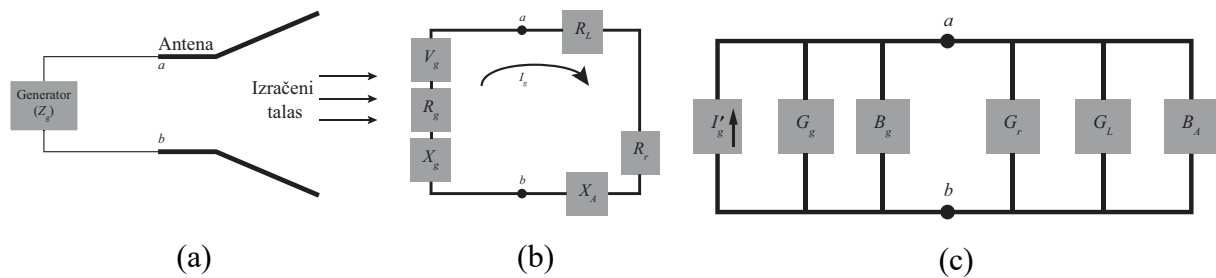 Antena
a
Generator
(Z_g)
b
Izračeni
talas
(a)
a
R_L
V_g
I_g
R_g
X_g
R_r
b
X_A
(b)
a
I'_g
G_g
B_g
G_r
G_L
B_A
b
(c)